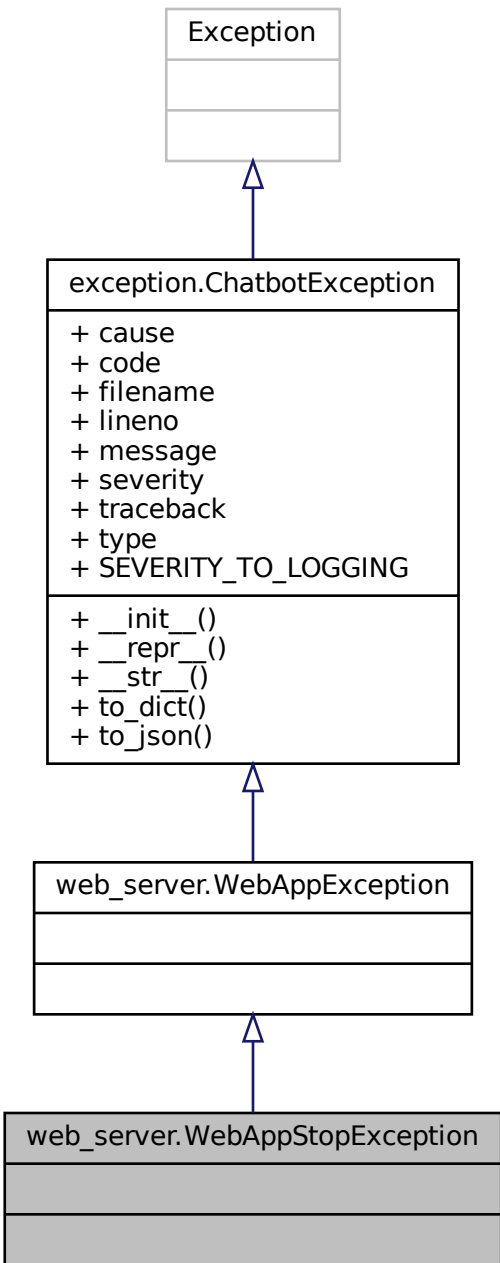 Exception
exception.ChatbotException
+ cause
+ code
+ filename
+ lineno
+ message
+ severity
+ traceback
+ type
+ SEVERITY_TO_LOGGING
+ __init__()
+ __repr__()
+ __str__()
+ to_dict()
+ to_json()
web_server.WebAppException
web_server.WebAppStopException